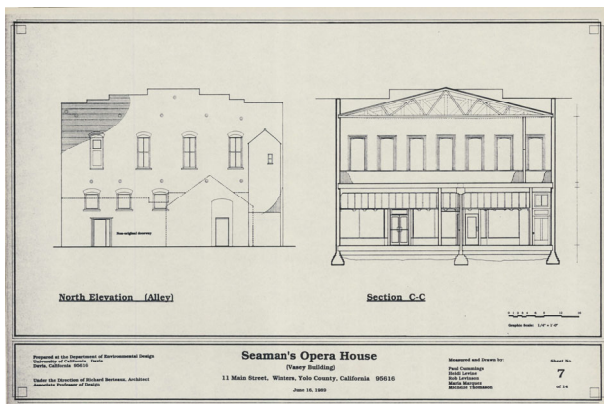 Non-original doorway
North Elevation (Alley)
Section C-C
Graphic Scale: 1/4" = 1'-0"
Prepared at the Department of Environmental Design
University of California, Davis
Davis, California 95616
Under the Direction of Richard Berteaux, Architect
Associate Professor of Design
Seaman's Opera House
(Vasey Building)
11 Main Street, Winters, Yolo County, California 95616
June 16, 1989
Measured and Drawn by:
Paul Cummings
Heidi Levine
Rob Levinson
Maria Marquez
Michelle Thomason
Sheet No
7
of 14